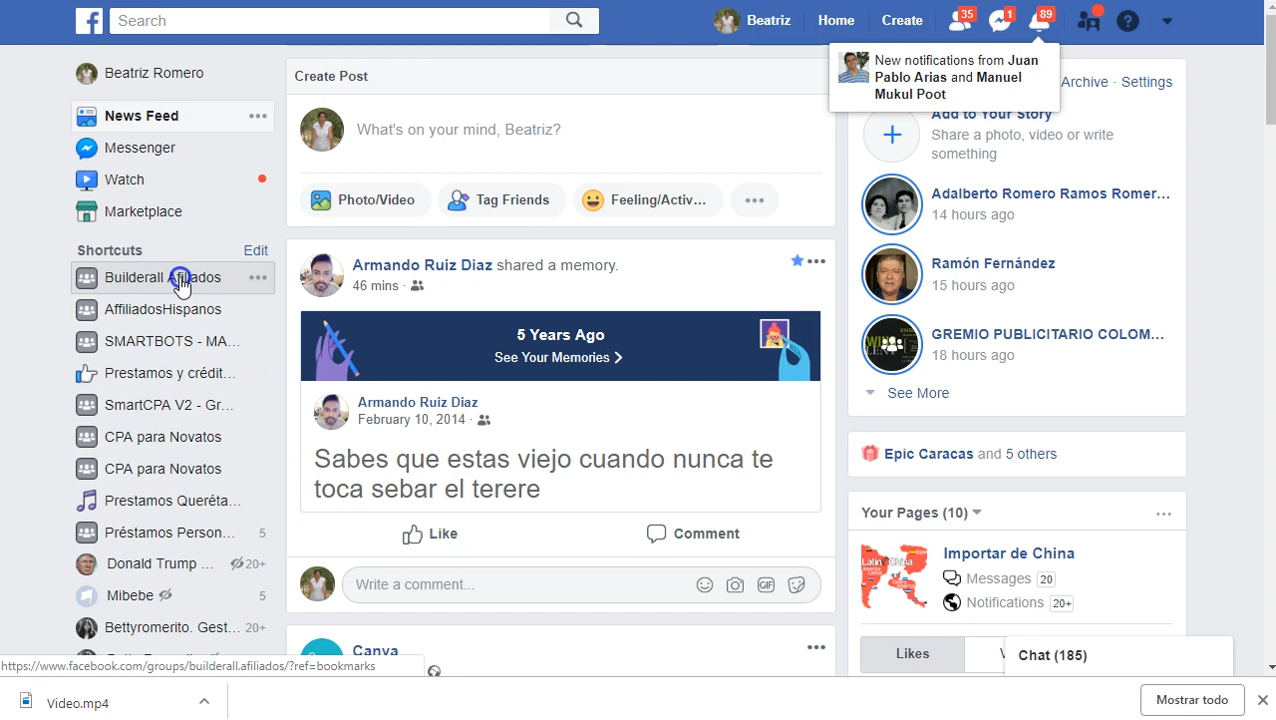 Search
Beatriz
Home
Create
35
1
89
New notifications from Juan
Pablo Arias and Manuel
Mukul Poot
Archive · Settings
Beatriz Romero
News Feed
Messenger
Watch
Marketplace
Shortcuts
Edit
Builderall Afiliados
AffiliadosHispanos
SMARTBOTS - MA...
Prestamos y crédit...
SmartCPA V2 - Gr...
CPA para Novatos
CPA para Novatos
Prestamos Queréta...
Préstamos Person...
5
Donald Trump ...
20+
Mibebe
5
Bettyromerito. Gest...
20+
Create Post
What's on your mind, Beatriz?
Photo/Video
Tag Friends
Feeling/Activ...
Armando Ruiz Diaz shared a memory.
46 mins ·
5 Years Ago
See Your Memories
Armando Ruiz Diaz
February 10, 2014 ·
Sabes que estas viejo cuando nunca te
toca sebar el terere
Like
Comment
Write a comment...
GIF
Canva
Add to Your Story
Share a photo, video or write
something
Adalberto Romero Ramos Romer...
14 hours ago
Ramón Fernández
15 hours ago
GREMIO PUBLICITARIO COLOM...
18 hours ago
See More
Epic Caracas and 5 others
Your Pages (10)
Importar de China
Messages 20
Notifications 20+
Likes
Chat (185)
https://www.facebook.com/groups/builderall.afiliados/?ref=bookmarks
Video.mp4
Mostrar todo